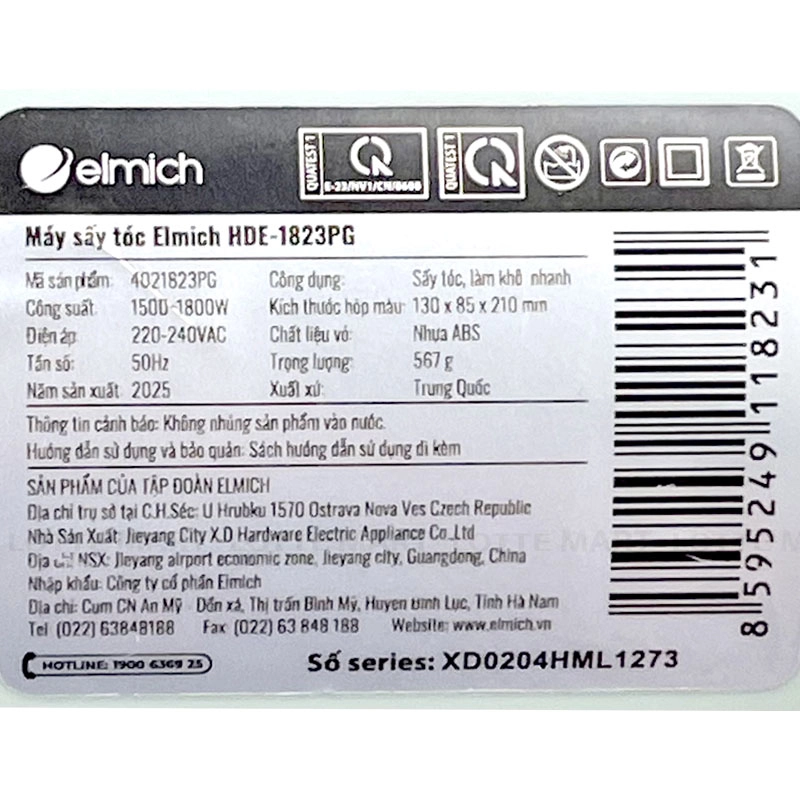 elmich
QUATEST 1
QUATEST 1
Máy sấy tóc Elmich HDE-1823PG
Mã sản phẩm: 4021823PG Công dụng: Sấy tóc, làm khô nhanh
Công suất: 1500-1800W Kích thước hộp màu: 130 x 85 x 210 mm
Điện áp: 220-240VAC Chất liệu vỏ: Nhựa ABS
Tần số: 50Hz Trọng lượng: 567 g
Năm sản xuất: 2025 Xuất xứ: Trung Quốc
Thông tin cảnh báo: Không nhúng sản phẩm vào nước.
Hướng dẫn sử dụng và bảo quản: Sách hướng dẫn sử dụng đi kèm
SẢN PHẨM CỦA TẬP ĐOÀN ELMICH
Địa chỉ trụ sở tại C.H.Séc: U Hrubku 1570 Ostrava Nova Ves Czech Republic
Nhà Sản Xuất: Jieyang City X.D Hardware Electric Appliance Co.,Ltd
Địa chỉ NSX: Jieyang airport economic zone, Jieyang city, Guangdong, China
Nhập khẩu: Công ty cổ phần Elmich
Địa chỉ: Cụm CN An Mỹ - Đồn xá, Thị trấn Bình Mỹ, Huyện Bình Lục, Tỉnh Hà Nam
Tel: (022) 63848188 Fax: (022) 63 848 188 Website: www.elmich.vn
HOTLINE: 1900 6369 25
Số series: XD0204HML1273
8595249118231